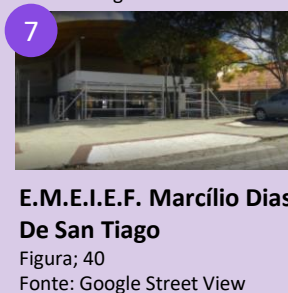 7
E.M.E.I.E.F. Marcílio Dias
De San Tiago
Figura; 40
Fonte: Google Street View